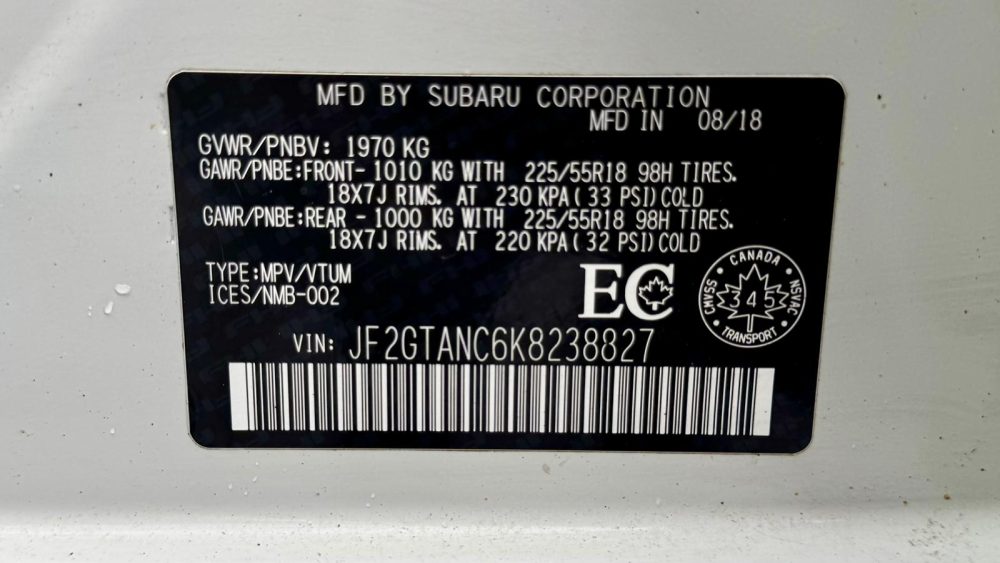 MFD BY SUBARU CORPORATION
MFD IN 08/18
GVWR/PNBV: 1970 KG
GAWR/PNBE:FRONT- 1010 KG WITH 225/55R18 98H TIRES.
18X7J RIMS. AT 230 KPA(33 PSI)COLD
GAWR/PNBE:REAR - 1000 KG WITH 225/55R18 98H TIRES.
18X7J RIMS. AT 220 KPA(32 PSI)COLD
TYPE:MPV/VTUM
ICES/NMB-002
EC
CANADA
CMVSS 345 NSVAC
TRANSPORT
VIN: JF2GTANC6K8238827